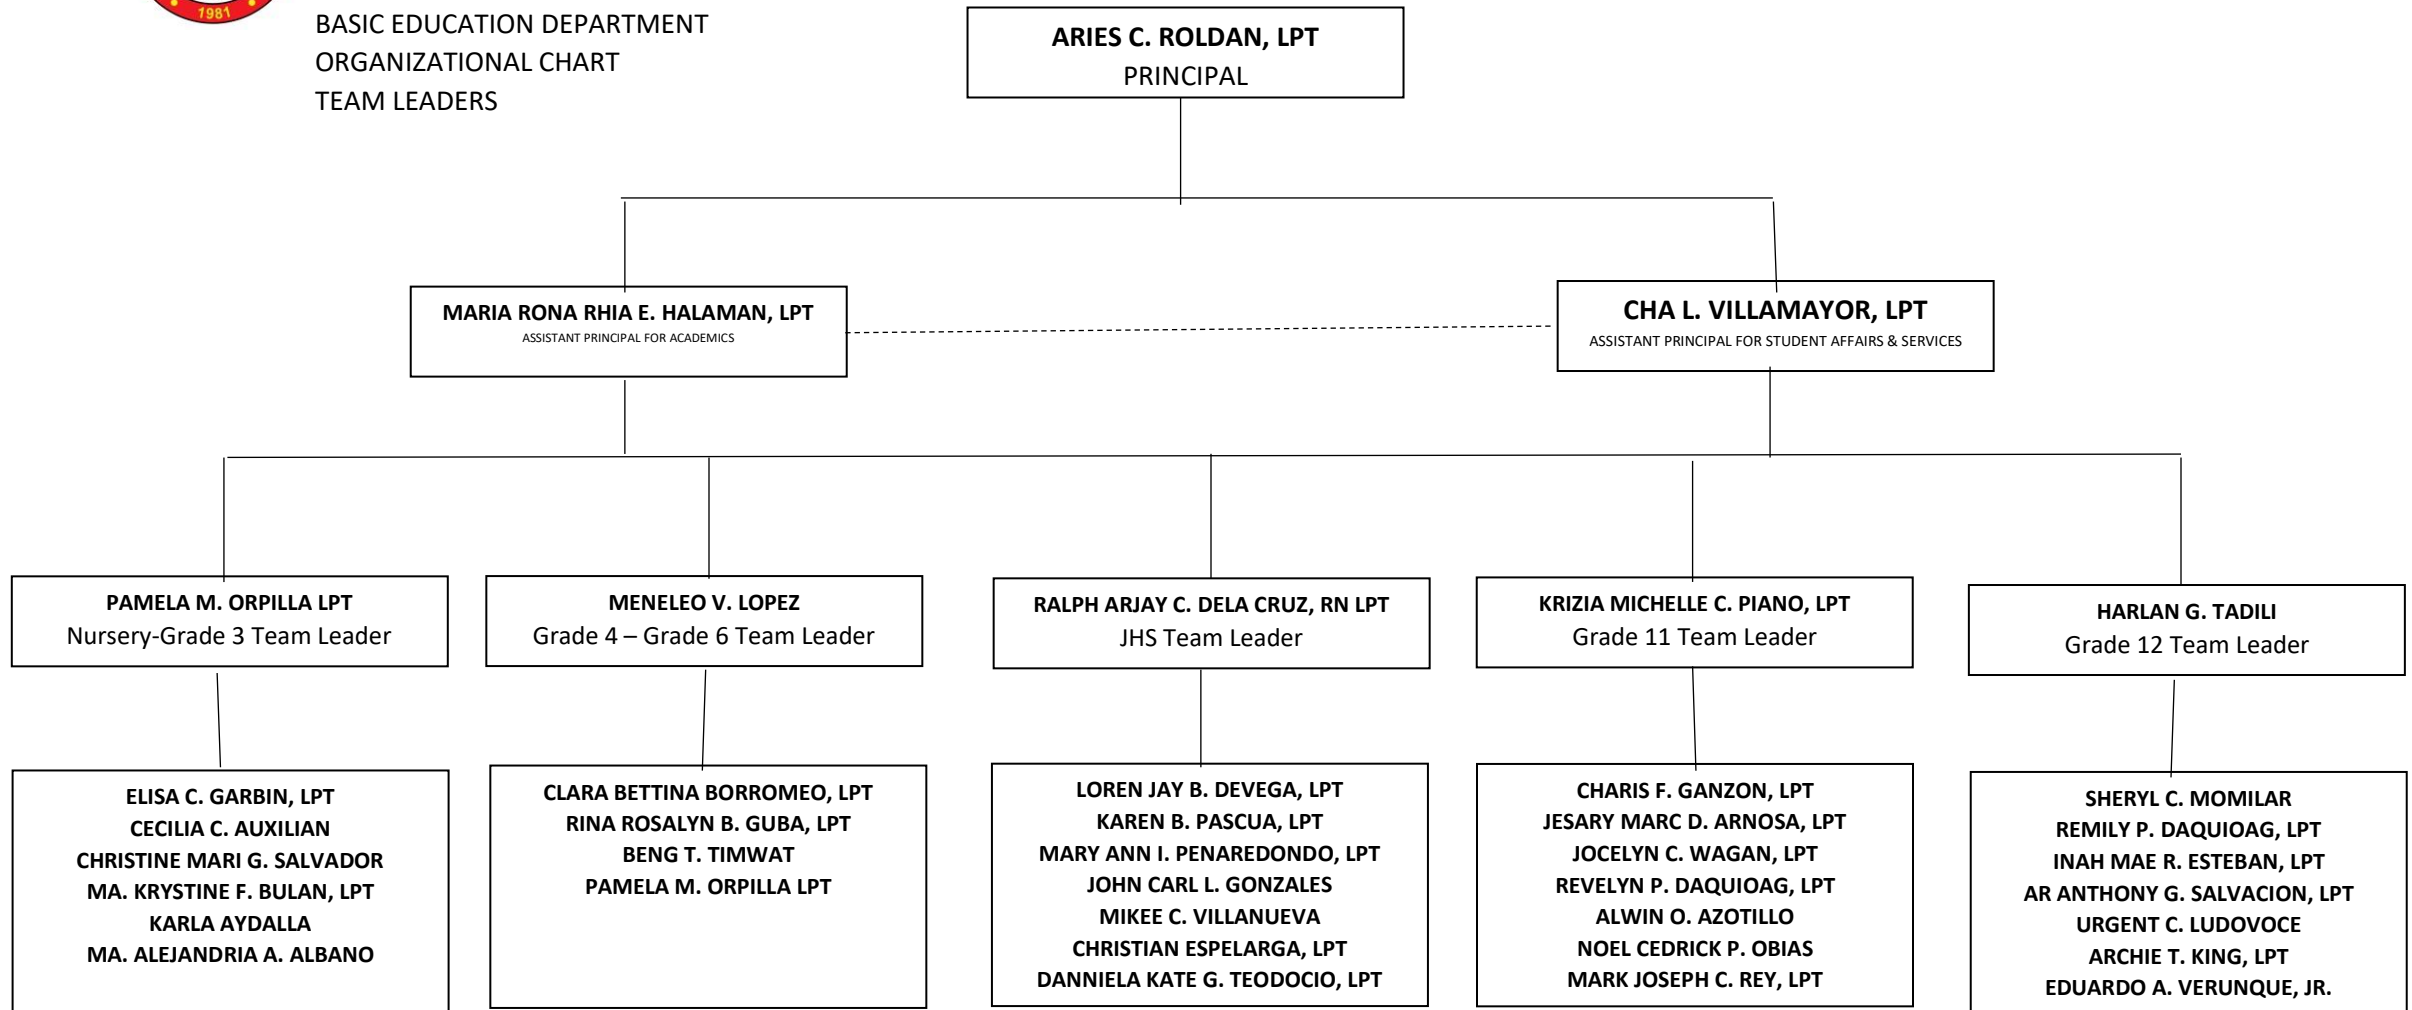 1981
BASIC EDUCATION DEPARTMENT
ORGANIZATIONAL CHART
TEAM LEADERS
ARIES C. ROLDAN, LPT
PRINCIPAL
MARIA RONA RHIA E. HALAMAN, LPT
ASSISTANT PRINCIPAL FOR ACADEMICS
CHA L. VILLAMAYOR, LPT
ASSISTANT PRINCIPAL FOR STUDENT AFFAIRS & SERVICES
PAMELA M. ORPILLA LPT
Nursery-Grade 3 Team Leader
MENELEO V. LOPEZ
Grade 4 – Grade 6 Team Leader
RALPH ARJAY C. DELA CRUZ, RN LPT
JHS Team Leader
KRIZIA MICHELLE C. PIANO, LPT
Grade 11 Team Leader
HARLAN G. TADILI
Grade 12 Team Leader
ELISA C. GARBIN, LPT
CECILIA C. AUXILIAN
CHRISTINE MARI G. SALVADOR
MA. KRYSTINE F. BULAN, LPT
KARLA AYDALLA
MA. ALEJANDRIA A. ALBANO
CLARA BETTINA BORROMEO, LPT
RINA ROSALYN B. GUBA, LPT
BENG T. TIMWAT
PAMELA M. ORPILLA LPT
LOREN JAY B. DEVEGA, LPT
KAREN B. PASCUA, LPT
MARY ANN I. PENAREDONDO, LPT
JOHN CARL L. GONZALES
MIKEE C. VILLANUEVA
CHRISTIAN ESPELARGA, LPT
DANNIELA KATE G. TEODOCIO, LPT
CHARIS F. GANZON, LPT
JESARY MARC D. ARNOSA, LPT
JOCELYN C. WAGAN, LPT
REVELYN P. DAQUIOAG, LPT
ALWIN O. AZOTILLO
NOEL CEDRICK P. OBIAS
MARK JOSEPH C. REY, LPT
SHERYL C. MOMILAR
REMILY P. DAQUIOAG, LPT
INAH MAE R. ESTEBAN, LPT
AR ANTHONY G. SALVACION, LPT
URGENT C. LUDOVOCE
ARCHIE T. KING, LPT
EDUARDO A. VERUNQUE, JR.